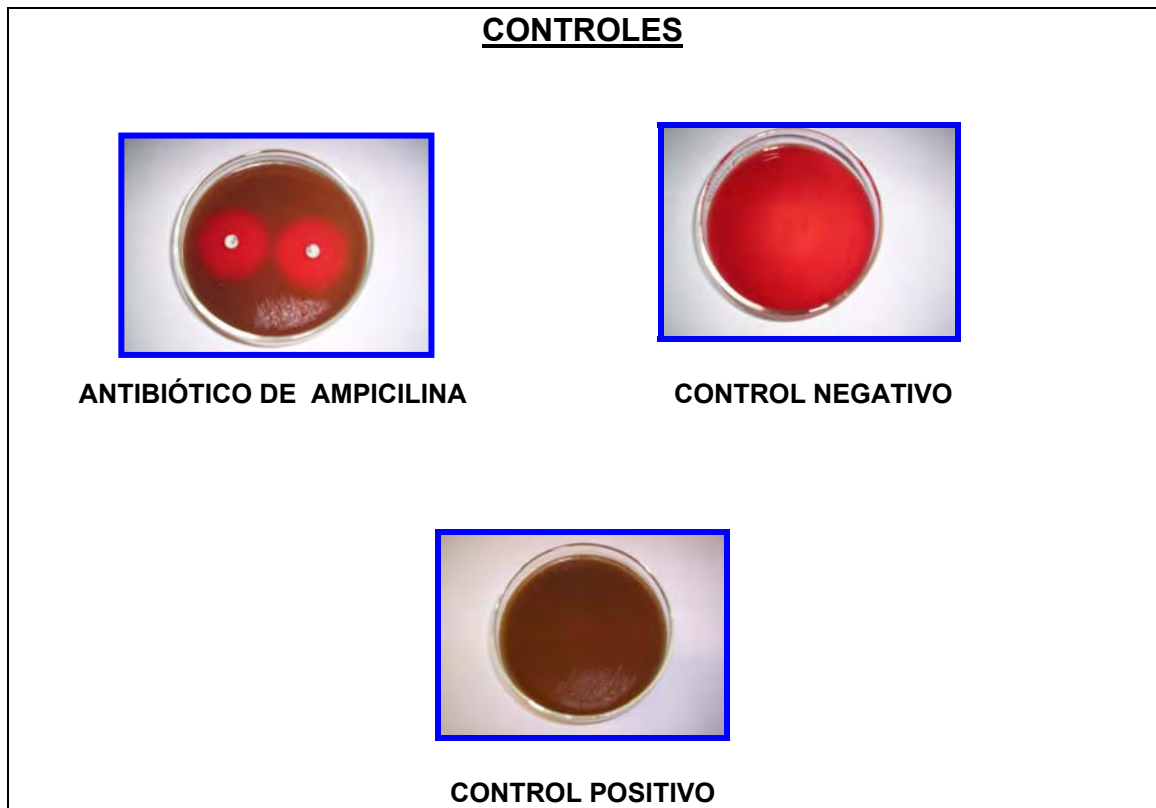 CONTROLES
ANTIBIÓTICO DE AMPICILINA
CONTROL NEGATIVO
CONTROL POSITIVO